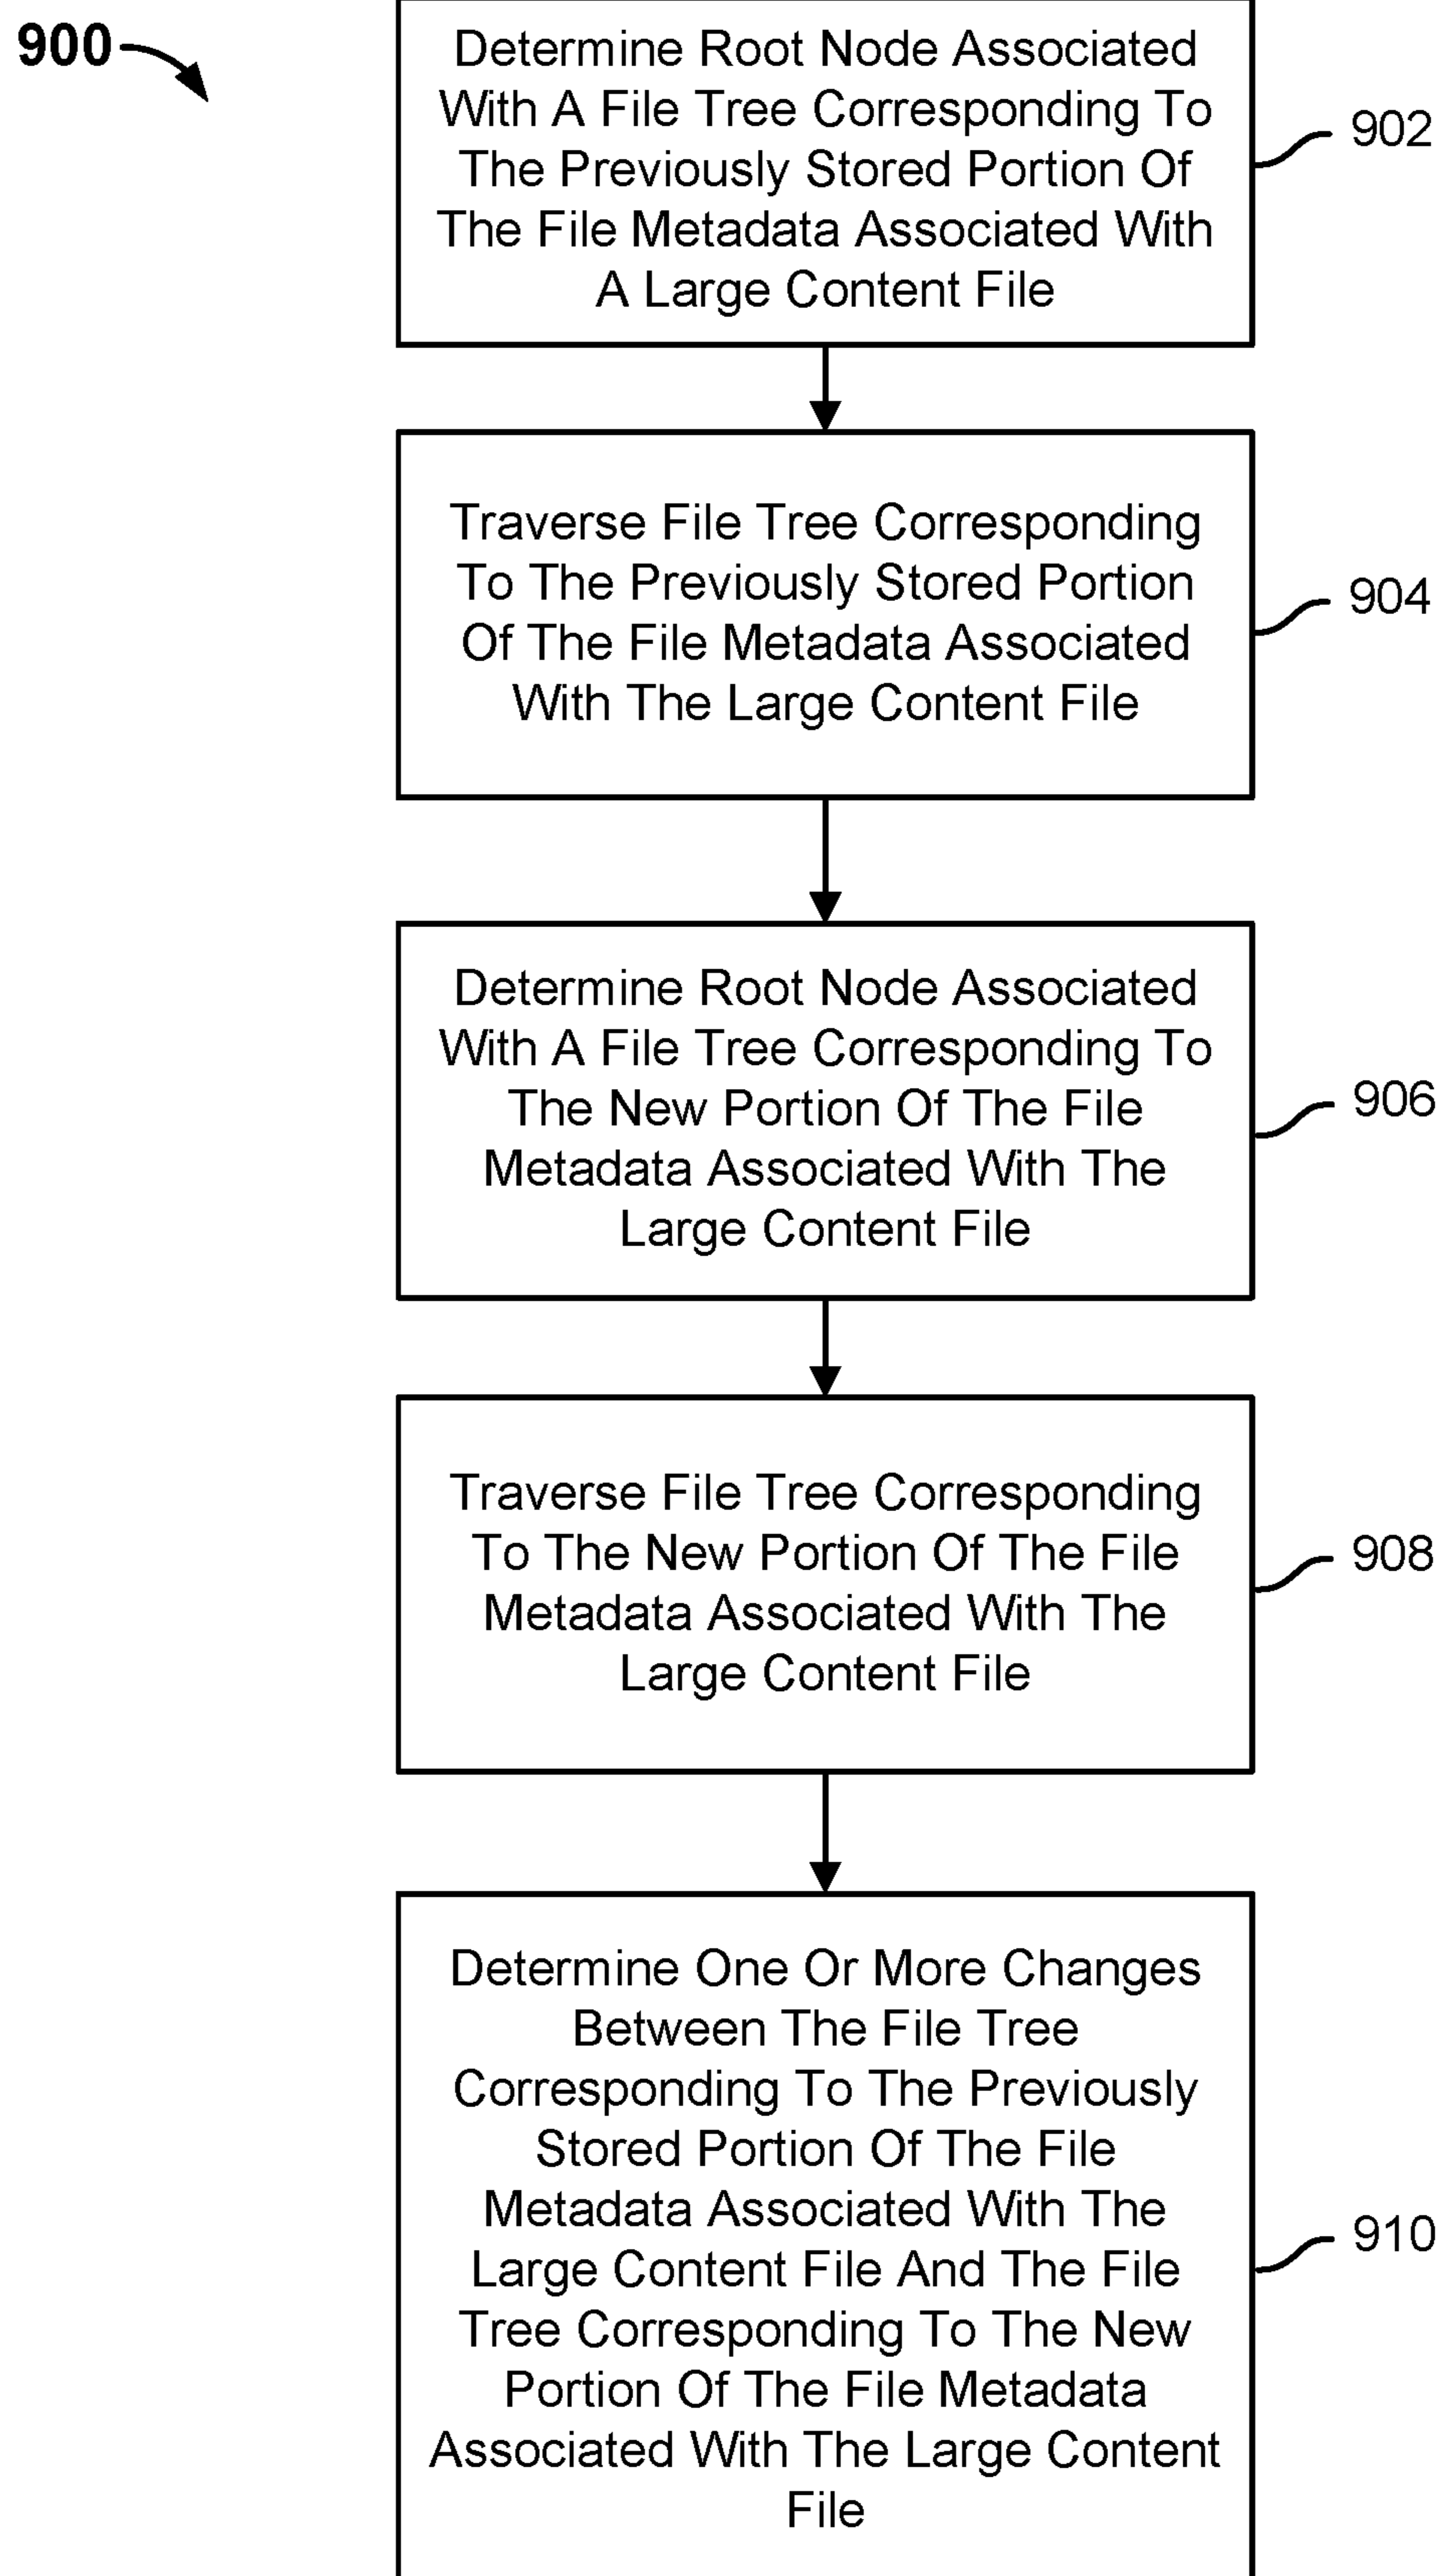 900
Determine Root Node Associated
With A File Tree Corresponding To
The Previously Stored Portion Of
The File Metadata Associated With
A Large Content File
902
Traverse File Tree Corresponding
To The Previously Stored Portion
Of The File Metadata Associated
With The Large Content File
904
Determine Root Node Associated
With A File Tree Corresponding To
The New Portion Of The File
Metadata Associated With The
Large Content File
906
Traverse File Tree Corresponding
To The New Portion Of The File
Metadata Associated With The
Large Content File
908
Determine One Or More Changes
Between The File Tree
Corresponding To The Previously
Stored Portion Of The File
Metadata Associated With The
Large Content File And The File
Tree Corresponding To The New
Portion Of The File Metadata
Associated With The Large Content
File
910